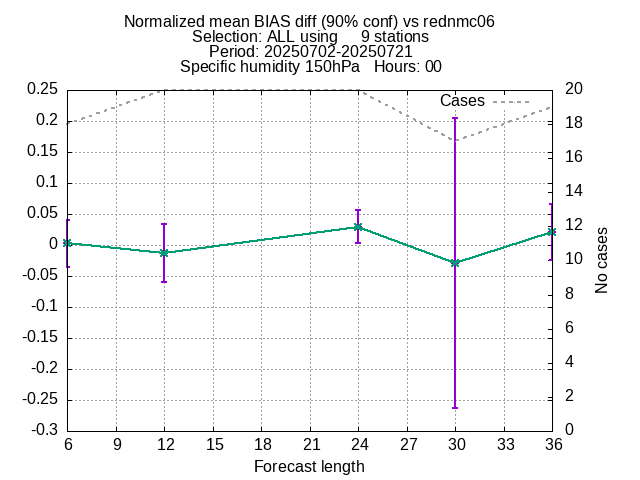 Normalized mean BIAS diff (90% conf) vs rednmc06
Selection: ALL using     9 stations
Period: 20250702-20250721
Specific humidity 150hPa   Hours: 00
Cases
0.25
0.2
0.15
0.1
0.05
0
-0.05
-0.1
-0.15
-0.2
-0.25
-0.3
20
18
16
14
12
10
8
6
4
2
0
No cases
6 9 12 15 18 21 24 27 30 33 36
Forecast length